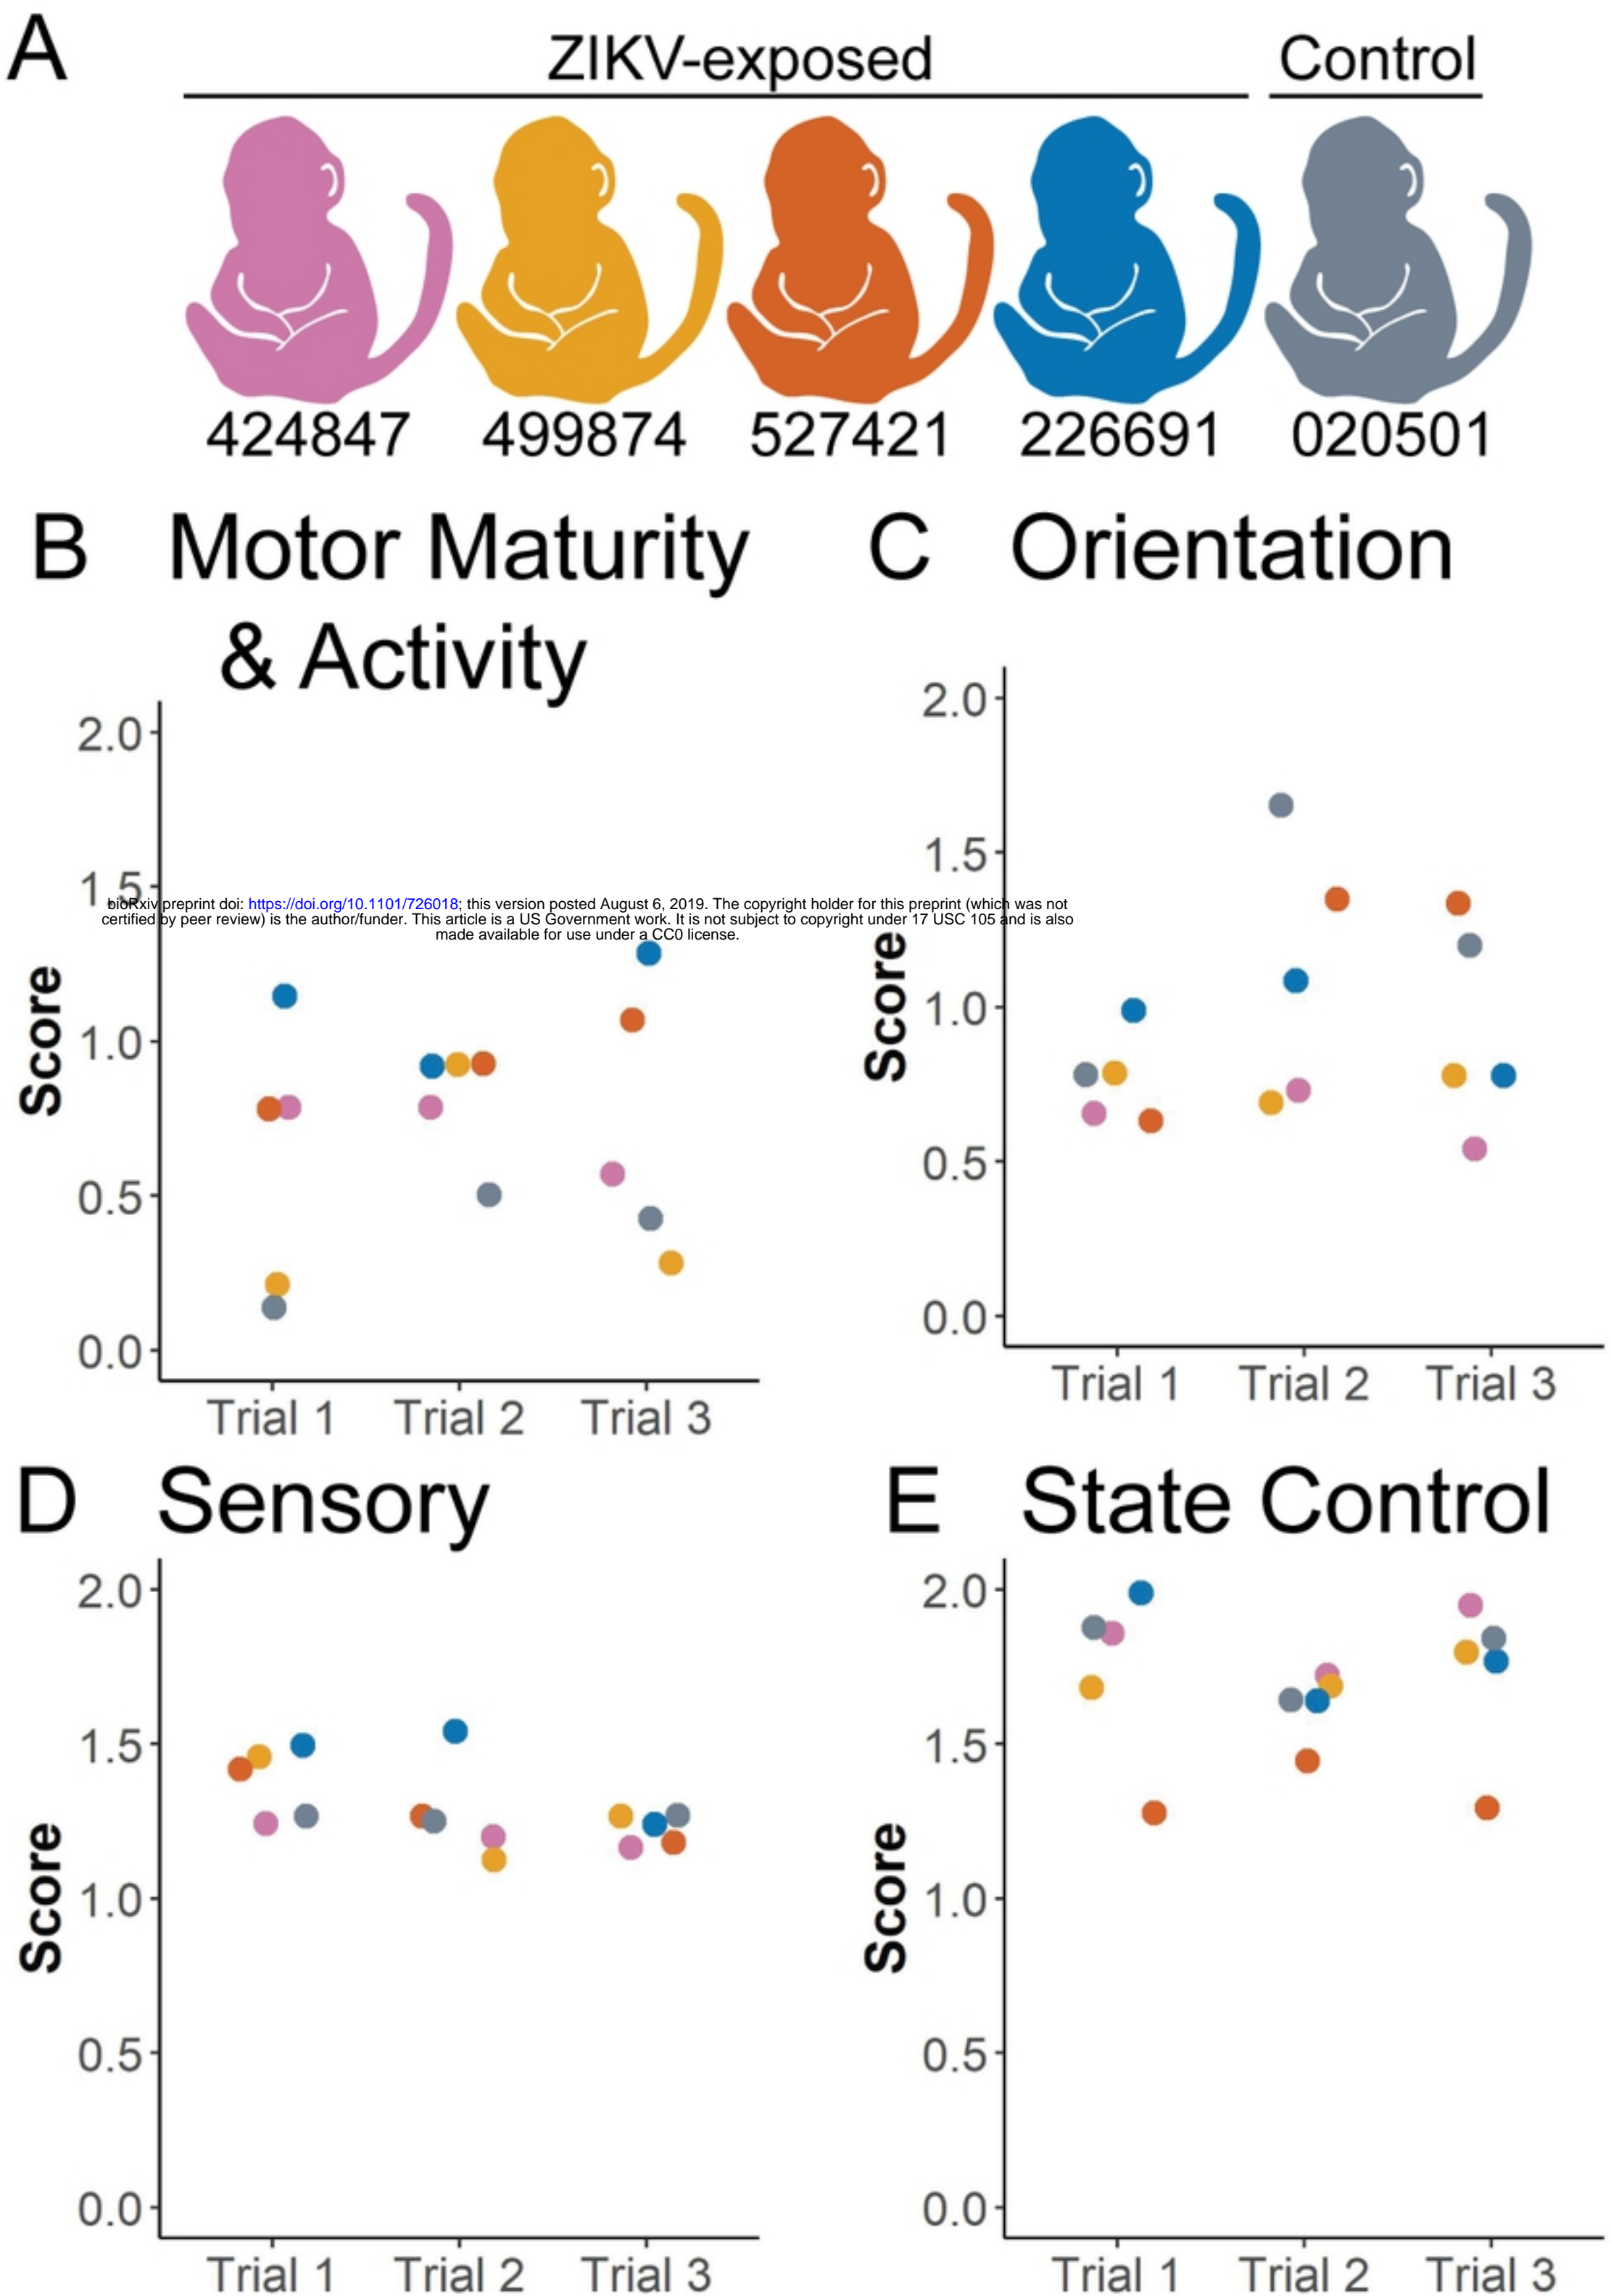 A
ZIKV-exposed
Control
424847
499874
527421
226691
020501
B Motor Maturity
& Activity
C Orientation
2.0
1.5
1.0
0.5
0.0
Score
Trial 1
Trial 2
Trial 3
2.0
1.5
1.0
0.5
0.0
Score
Trial 1
Trial 2
Trial 3
bioRxiv preprint doi: https://doi.org/10.1101/726018; this version posted August 6, 2019. The copyright holder for this preprint (which was not
certified by peer review) is the author/funder. This article is a US Government work. It is not subject to copyright under 17 USC 105 and is also
made available for use under a CC0 license.
D Sensory
2.0
1.5
1.0
0.5
0.0
Score
Trial 1
Trial 2
Trial 3
E State Control
2.0
1.5
1.0
0.5
0.0
Score
Trial 1
Trial 2
Trial 3